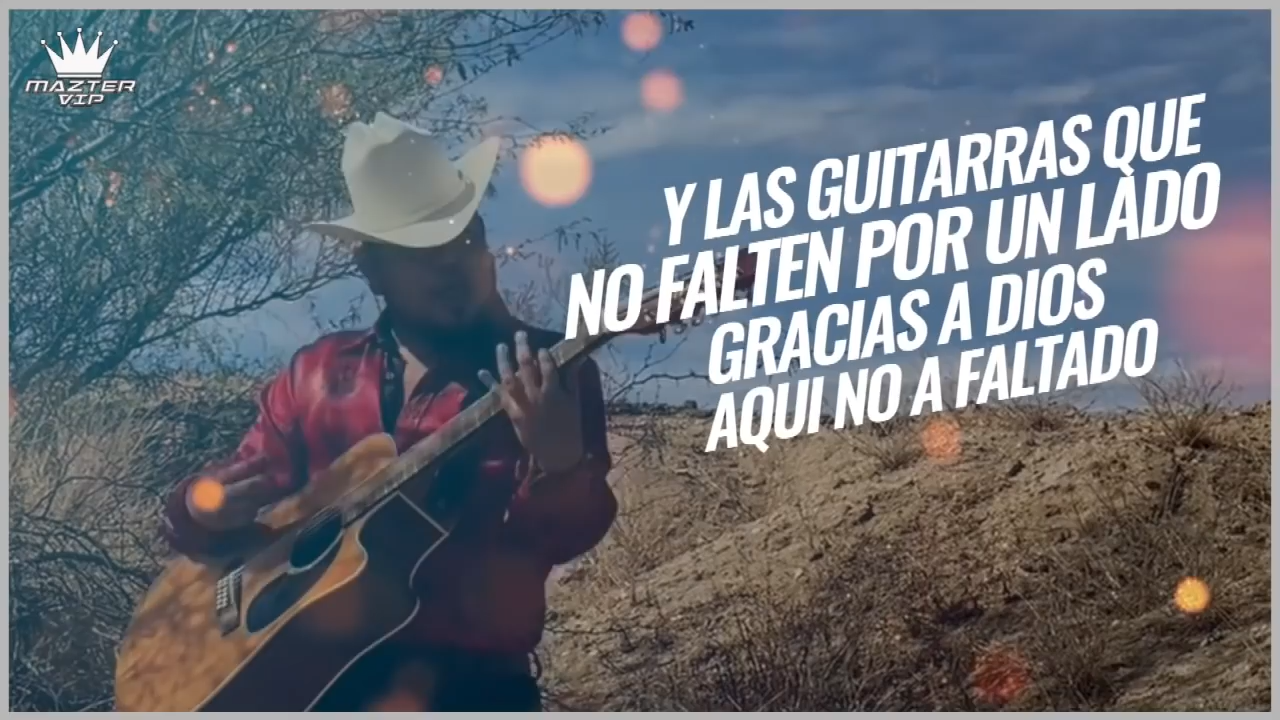 MAZTER
VIP
Y LAS GUITARRAS QUE
NO FALTEN POR UN LADO
GRACIAS A DIOS
AQUI NO A FALTADO